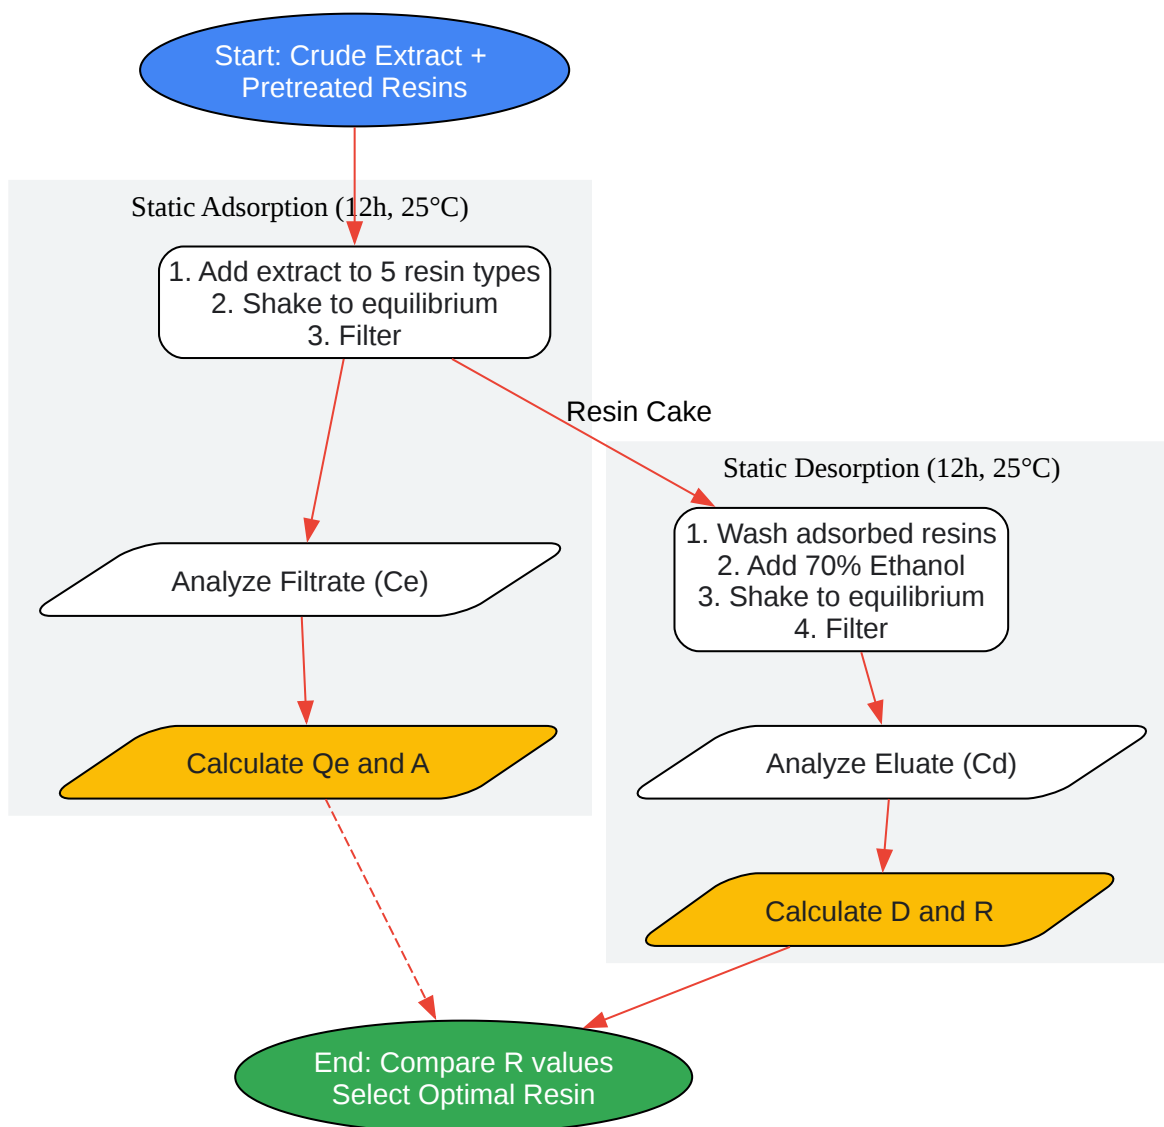 Start: Crude Extract +
Pretreated Resins
Static Adsorption (12h, 25°C)
1. Add extract to 5 resin types
2. Shake to equilibrium
3. Filter
Resin Cake
Static Desorption (12h, 25°C)
1. Wash adsorbed resins
2. Add 70% Ethanol
3. Shake to equilibrium
4. Filter
Analyze Filtrate (Ce)
Calculate Qe and A
Analyze Eluate (Cd)
Calculate D and R
End: Compare R values
Select Optimal Resin